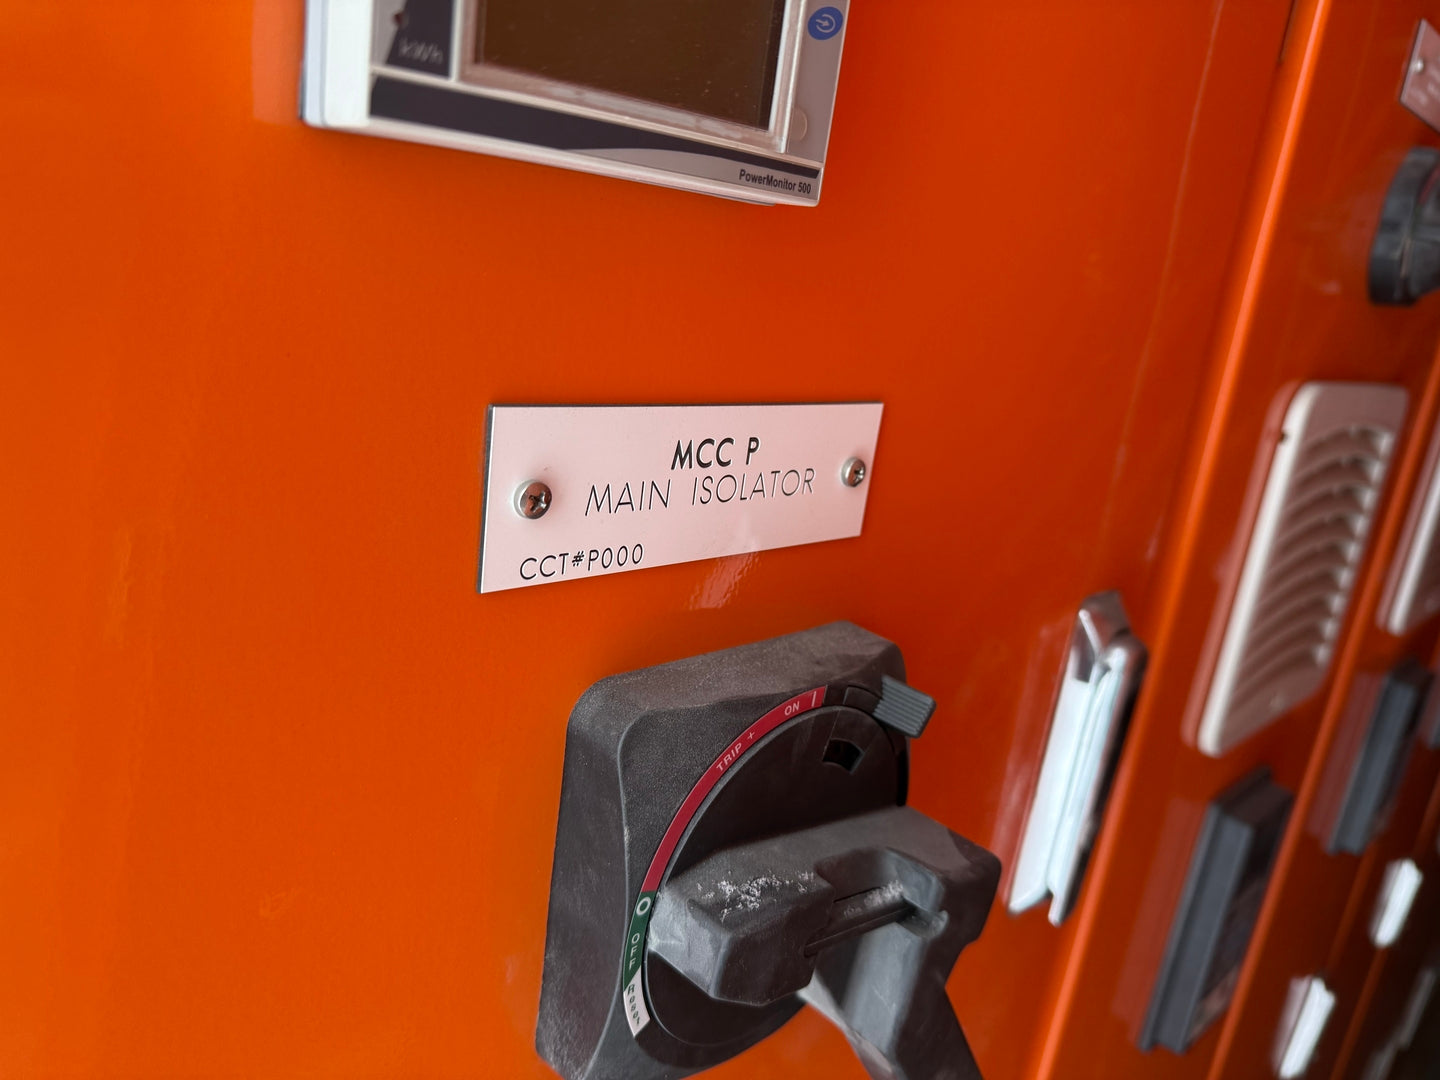 kWh
PowerMonitor 500
MCC P
MAIN ISOLATOR
CCT#P000
ON I
TRIP +
O
OFF
Reset